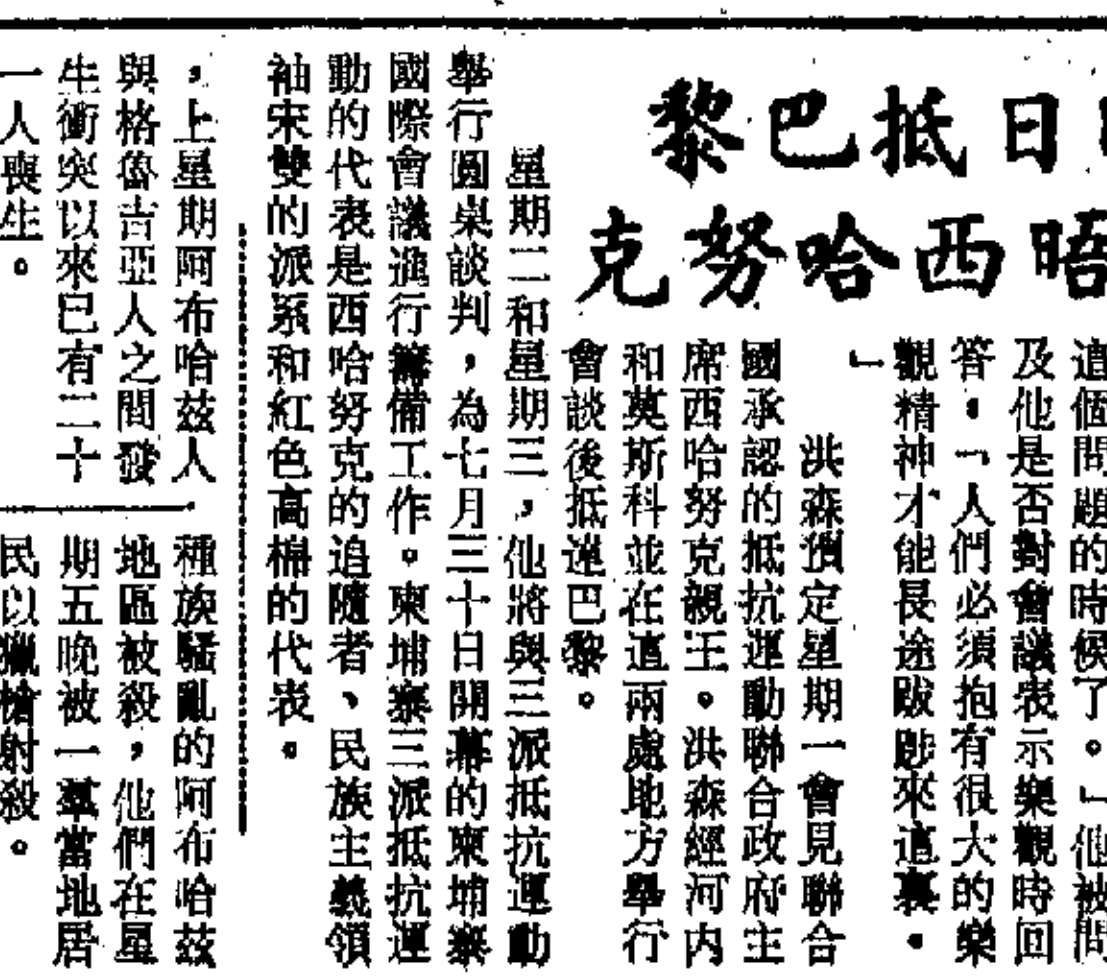 日抵巴黎
晤西哈努克
這個問題的時候了。」他被問
及他是否對會議表示樂觀時回
答:「人們必須抱有很大的樂
觀精神才能長途跋踄來這裏。
」
洪森預定星期一會見聯合
國承認的抵抗運動聯合政府主
席西哈努克親王。洪森經河內
和莫斯科並在這兩處地方舉行
會談後抵達巴黎。
星期二和星期三,他將與三派抵抗運動
舉行圓桌談判,為七月三十日開幕的柬埔寨
國際會議進行籌備工作。柬埔寨三派抵抗運
動的代表是西哈努克的追隨者、民族主義領
袖宋雙的派系和紅色高棉的代表。
,上星期阿布哈茲人
與格魯吉亞人之間發
生衝突以來已有二十
一人喪生。
種族騷亂的阿布哈茲
地區被殺,他們在星
期五晚被一羣當地居
民以獵槍射殺。